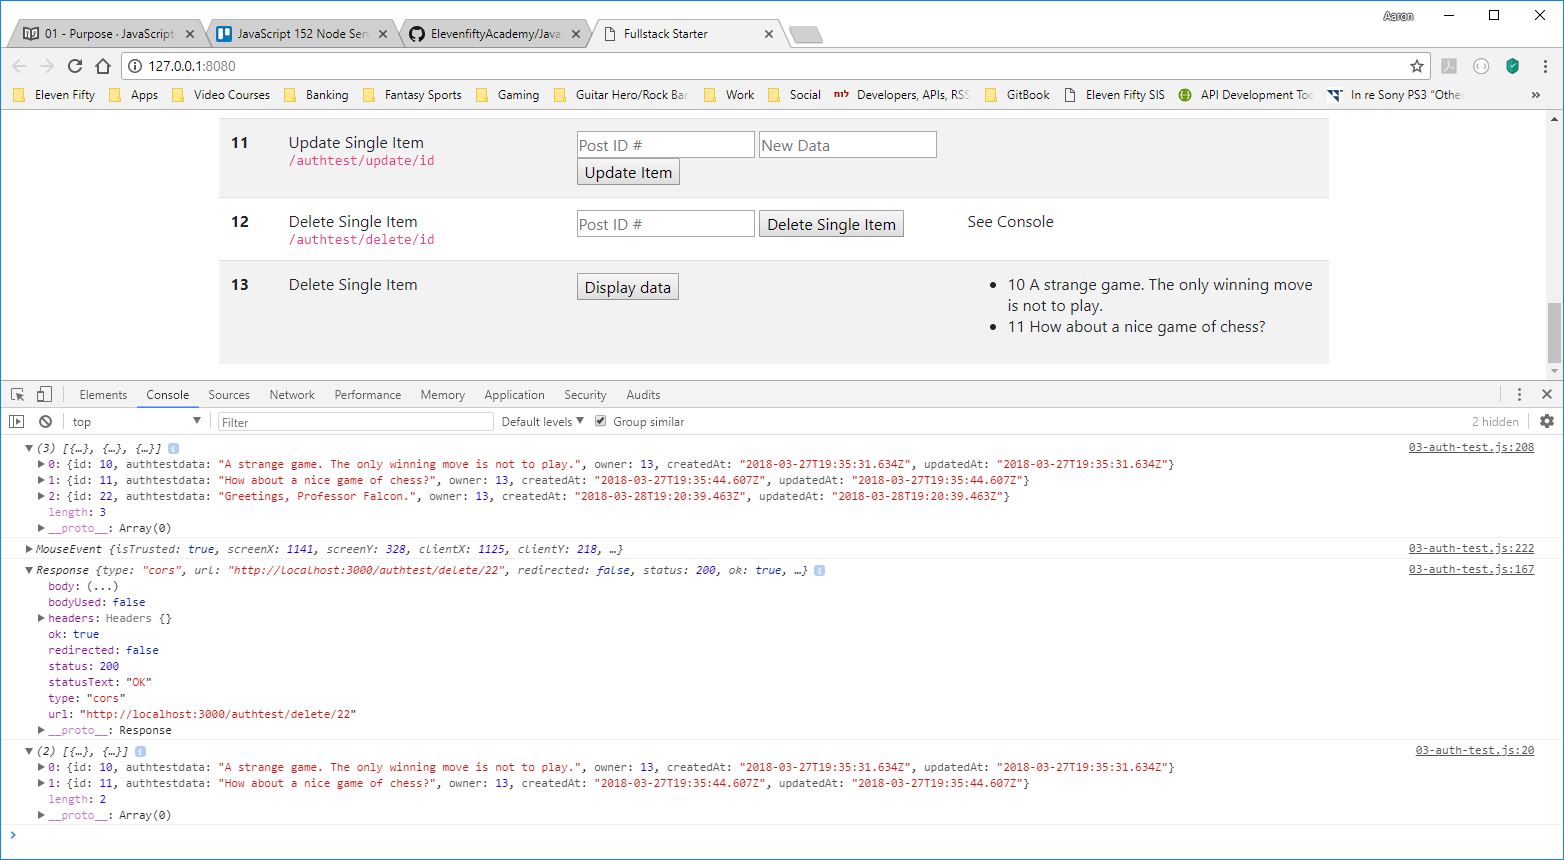 Aaron
01 - Purpose · JavaScript
JavaScript 152 Node Serv
ElevenfiftyAcademy/Java
Fullstack Starter
127.0.0.1:8080
Eleven Fifty Apps Video Courses Banking Fantasy Sports Gaming Guitar Hero/Rock Ban Work Social לוח Developers, APIs, RSS GitBook Eleven Fifty SIS API Development Too In re Sony PS3 "Other »
11 Update Single Item Post ID # New Data
/authtest/update/id
Update Item
12 Delete Single Item Post ID # Delete Single Item See Console
/authtest/delete/id
13 Delete Single Item Display data • 10 A strange game. The only winning move
is not to play.
• 11 How about a nice game of chess?
Elements Console Sources Network Performance Memory Application Security Audits
top Filter Default levels Group similar 2 hidden
(3) [{…}, {…}, {…}] 03-auth-test.js:208
0: {id: 10, authtestdata: "A strange game. The only winning move is not to play.", owner: 13, createdAt: "2018-03-27T19:35:31.634Z", updatedAt: "2018-03-27T19:35:31.634Z"}
1: {id: 11, authtestdata: "How about a nice game of chess?", owner: 13, createdAt: "2018-03-27T19:35:44.607Z", updatedAt: "2018-03-27T19:35:44.607Z"}
2: {id: 22, authtestdata: "Greetings, Professor Falcon.", owner: 13, createdAt: "2018-03-28T19:20:39.463Z", updatedAt: "2018-03-28T19:20:39.463Z"}
length: 3
__proto__: Array(0)
MouseEvent {isTrusted: true, screenX: 1141, screenY: 328, clientX: 1125, clientY: 218, …} 03-auth-test.js:222
Response {type: "cors", url: "http://localhost:3000/authtest/delete/22", redirected: false, status: 200, ok: true, …} 03-auth-test.js:167
body: (...)
bodyUsed: false
headers: Headers {}
ok: true
redirected: false
status: 200
statusText: "OK"
type: "cors"
url: "http://localhost:3000/authtest/delete/22"
__proto__: Response
(2) [{…}, {…}] 03-auth-test.js:20
0: {id: 10, authtestdata: "A strange game. The only winning move is not to play.", owner: 13, createdAt: "2018-03-27T19:35:31.634Z", updatedAt: "2018-03-27T19:35:31.634Z"}
1: {id: 11, authtestdata: "How about a nice game of chess?", owner: 13, createdAt: "2018-03-27T19:35:44.607Z", updatedAt: "2018-03-27T19:35:44.607Z"}
length: 2
__proto__: Array(0)